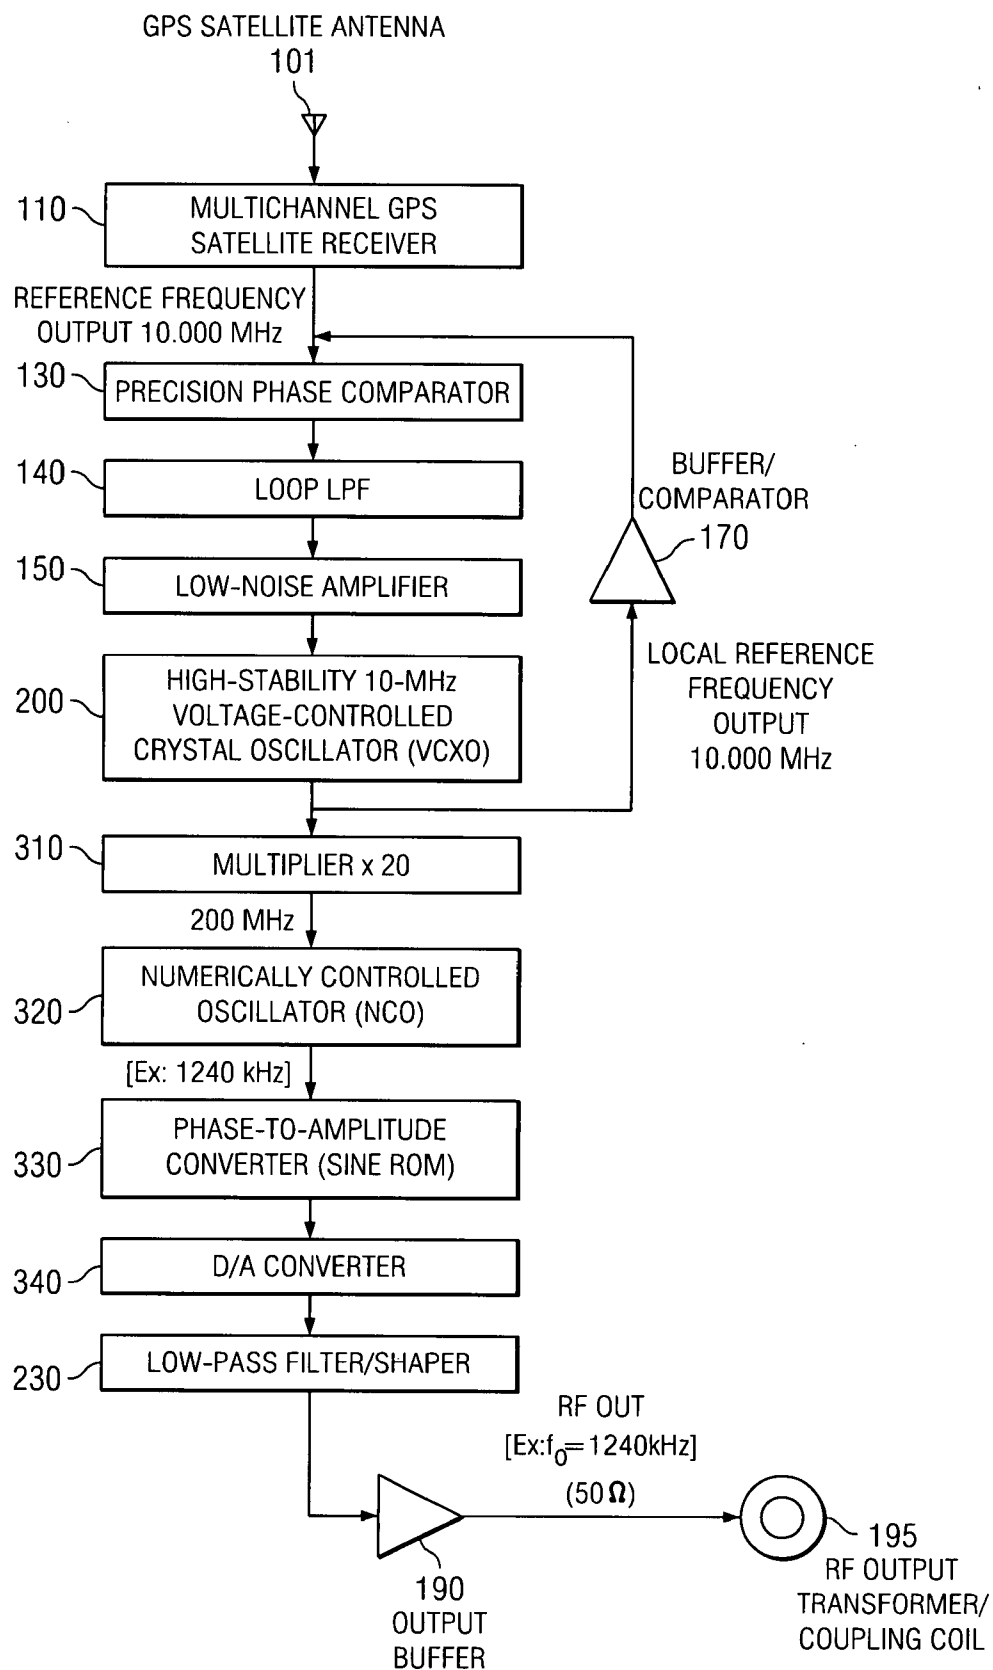 GPS SATELLITE ANTENNA
101
110
MULTICHANNEL GPS
SATELLITE RECEIVER
REFERENCE FREQUENCY
OUTPUT 10.000 MHz
130
PRECISION PHASE COMPARATOR
140
LOOP LPF
BUFFER/
COMPARATOR
170
150
LOW-NOISE AMPLIFIER
LOCAL REFERENCE
FREQUENCY
OUTPUT
10.000 MHz
200
HIGH-STABILITY 10-MHz
VOLTAGE-CONTROLLED
CRYSTAL OSCILLATOR (VCXO)
310
MULTIPLIER x 20
200 MHz
320
NUMERICALLY CONTROLLED
OSCILLATOR (NCO)
[Ex: 1240 kHz]
330
PHASE-TO-AMPLITUDE
CONVERTER (SINE ROM)
340
D/A CONVERTER
230
LOW-PASS FILTER/SHAPER
RF OUT
[Ex:f0=1240kHz]
(50Ω)
190
OUTPUT
BUFFER
195
RF OUTPUT
TRANSFORMER/
COUPLING COIL